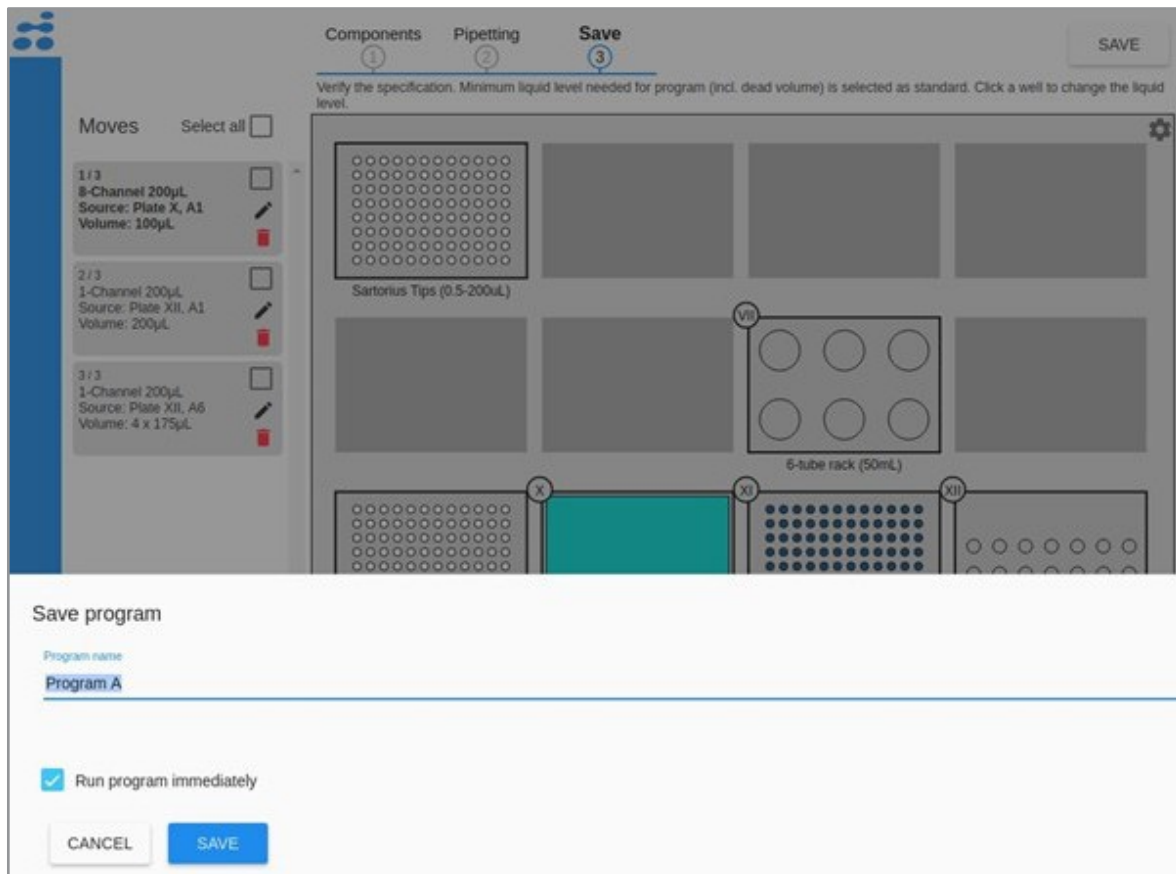 Components Pipetting Save
1 2 3
SAVE
Verify the specification. Minimum liquid level needed for program (incl. dead volume) is selected as standard. Click a well to change the liquid
level.
Moves Select all
1 / 3
8-Channel 200µL
Source: Plate X, A1
Volume: 100µL
2 / 3
1-Channel 200µL
Source: Plate XII, A1
Volume: 200µL
3 / 3
1-Channel 200µL
Source: Plate XII, A6
Volume: 4 x 175µL
Sartorius Tips (0.5-200uL)
VII
6-tube rack (50mL)
X XI XII
Save program
Program name
Program A
Run program immediately
CANCEL SAVE